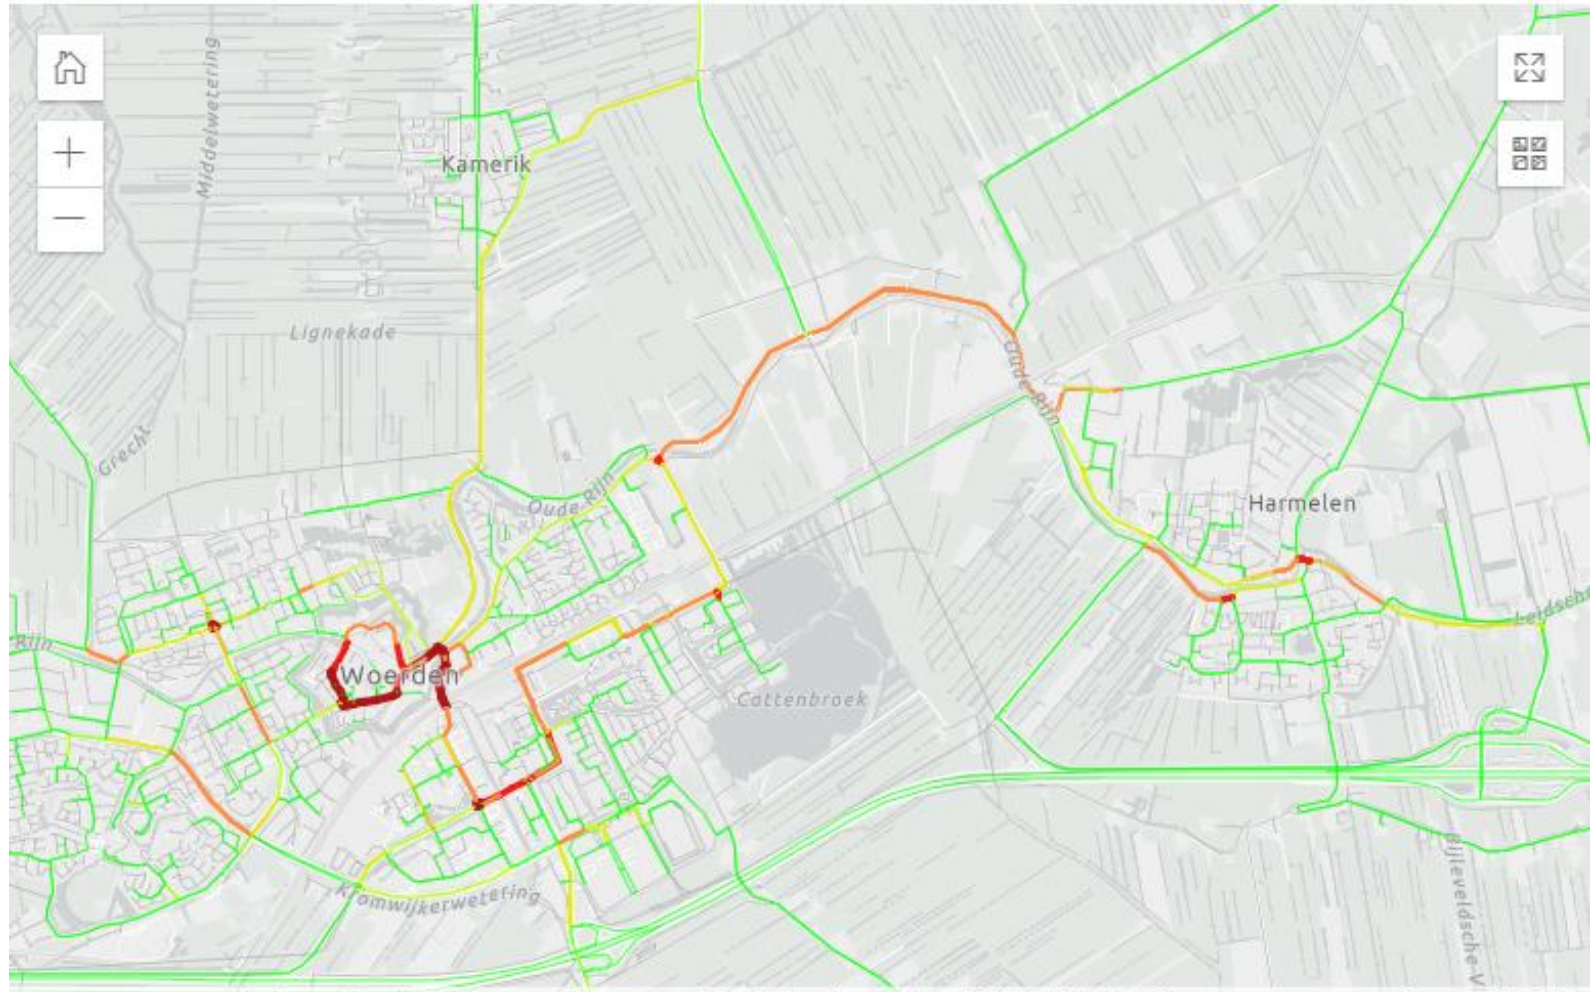 Middelwetering
Kamerik
Lignekade
Grecht
Oude Rijn
Oude Rijn
Harmelen
Rijn
Leidsche
Woerden
Cattenbroek
Kromwijkerwetering
Bijleveldsche V